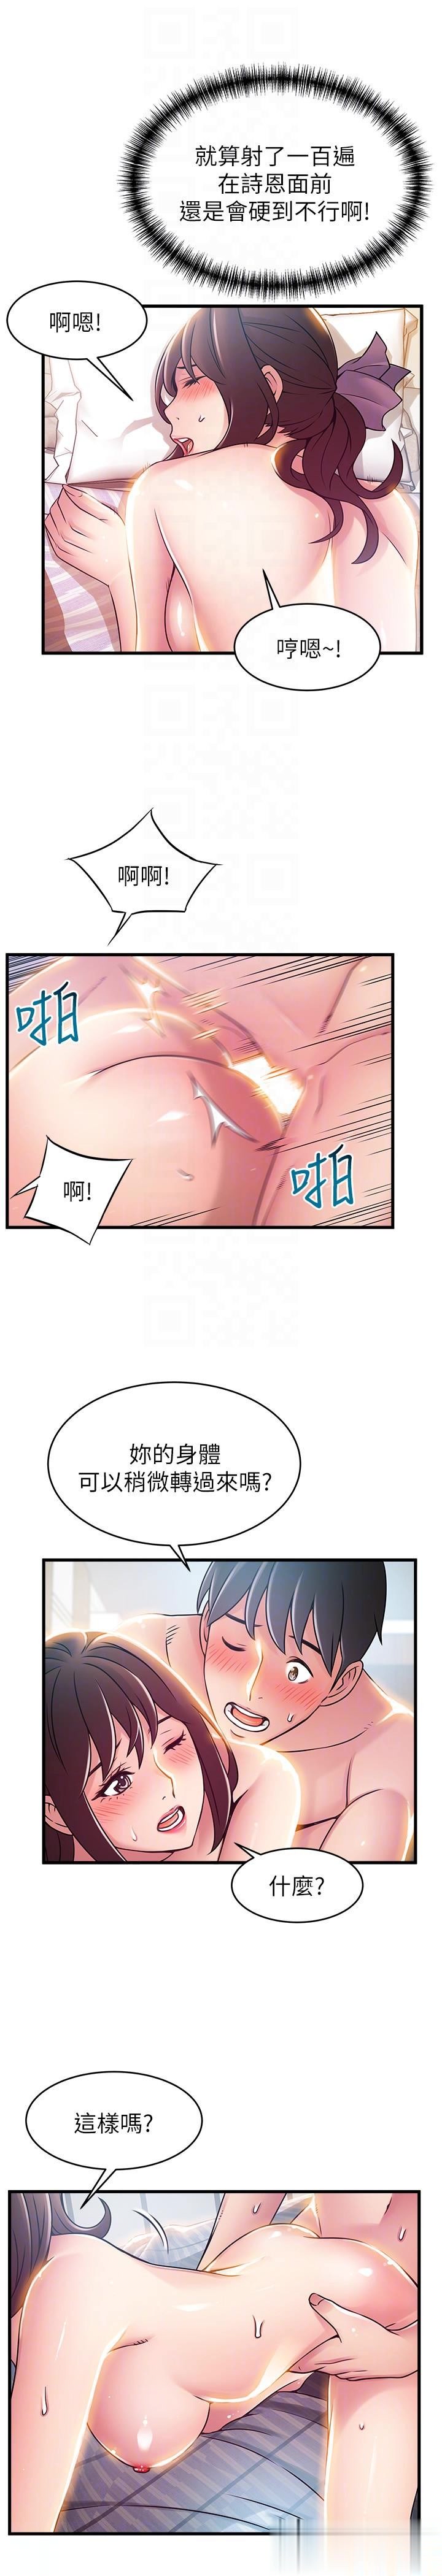 就算射了一百遍
在詩恩面前
還是會硬到不行啊!
啊嗯!
哼嗯~!
啊啊!
啪
啪
啊!
妳的身體
可以稍微轉過來嗎?
什麼?
這樣嗎?